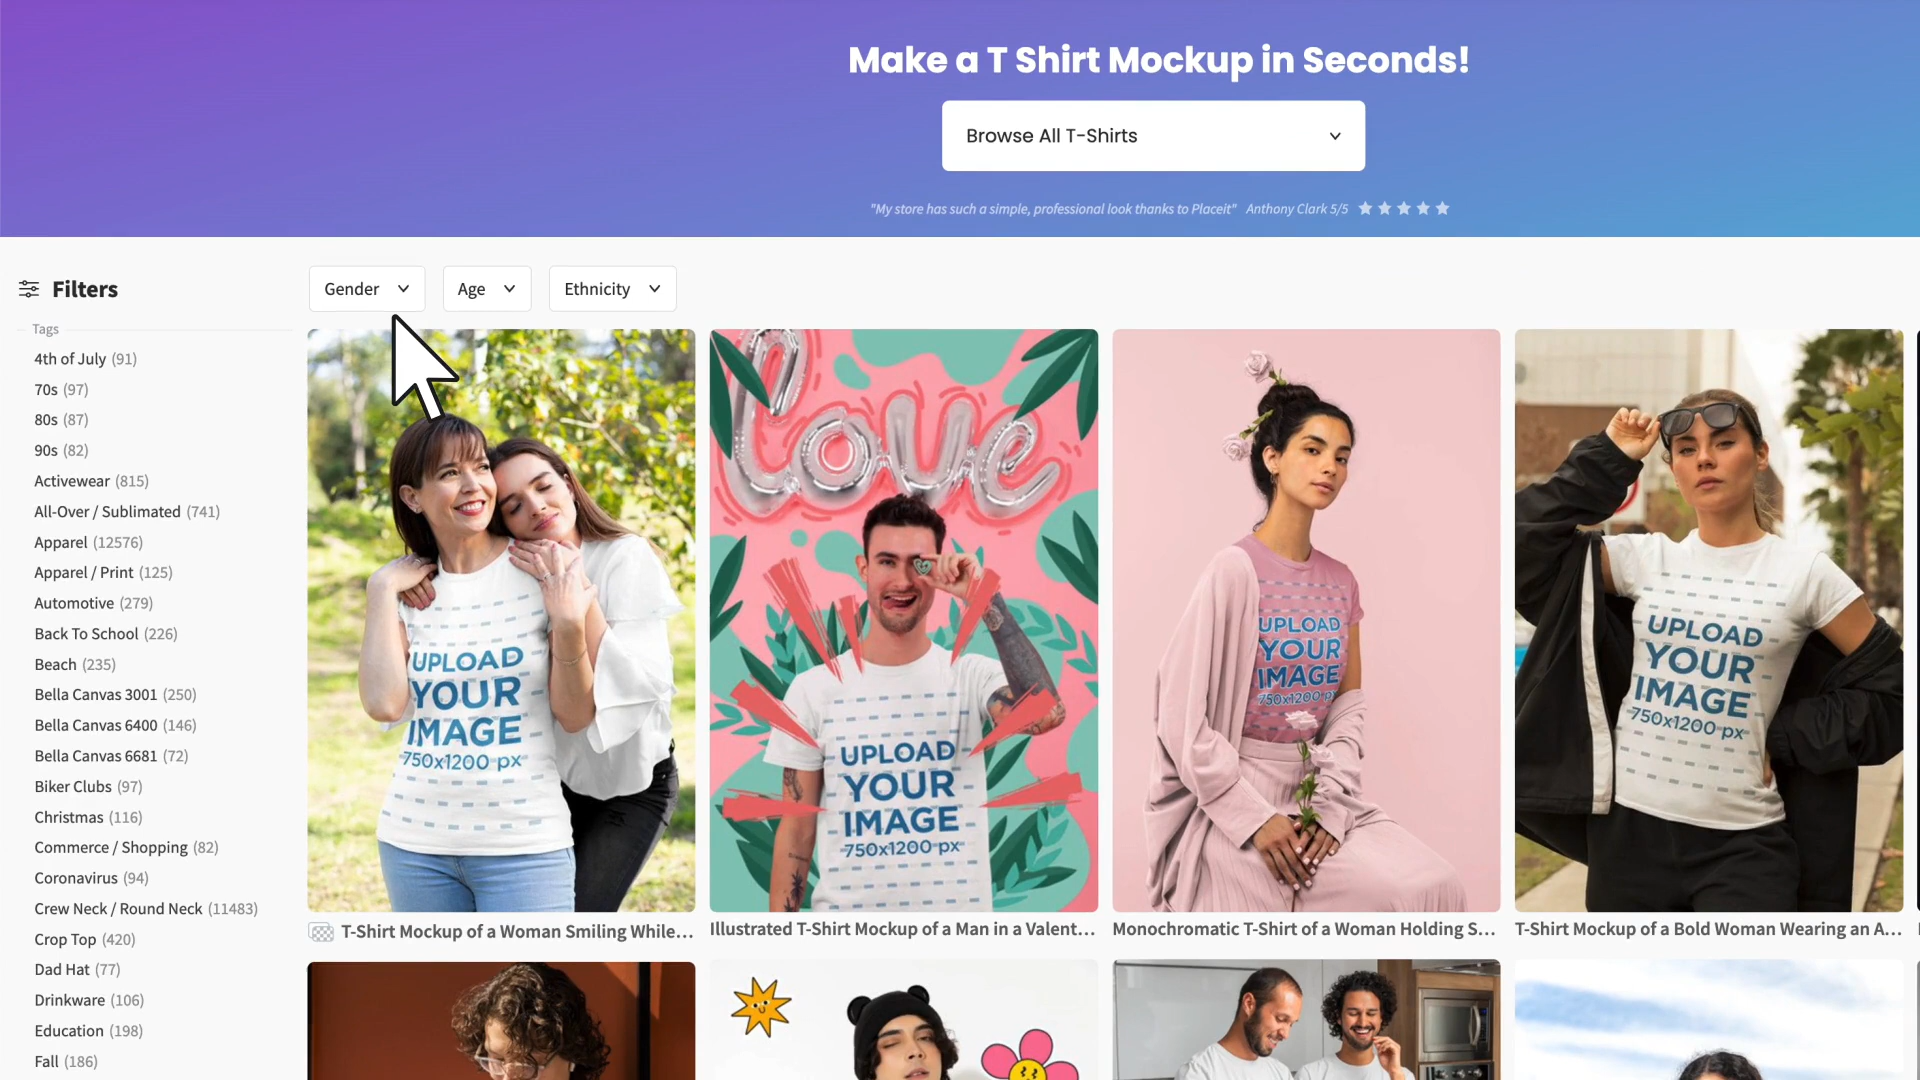 Make a T Shirt Mockup in Seconds!
Browse All T-Shirts
"My store has such a simple, professional look thanks to Placeit" Anthony Clark 5/5
Filters
Gender
Age
Ethnicity
Tags
4th of July (91)
70s (97)
80s (87)
90s (82)
Activewear (815)
All-Over / Sublimated (741)
Apparel (12576)
Apparel / Print (125)
Automotive (279)
Back To School (226)
Beach (235)
Bella Canvas 3001 (250)
Bella Canvas 6400 (146)
Bella Canvas 6681 (72)
Biker Clubs (97)
Christmas (116)
Commerce / Shopping (82)
Coronavirus (94)
Crew Neck / Round Neck (11483)
Crop Top (420)
Dad Hat (77)
Drinkware (106)
Education (198)
Fall (186)
UPLOAD
YOUR
IMAGE
750x1200 px
T-Shirt Mockup of a Woman Smiling While...
love
UPLOAD
YOUR
IMAGE
750x1200 px
Illustrated T-Shirt Mockup of a Man in a Valent...
UPLOAD
YOUR
IMAGE
750x1200 px
Monochromatic T-Shirt of a Woman Holding S...
UPLOAD
YOUR
IMAGE
750x1200 px
T-Shirt Mockup of a Bold Woman Wearing an A...